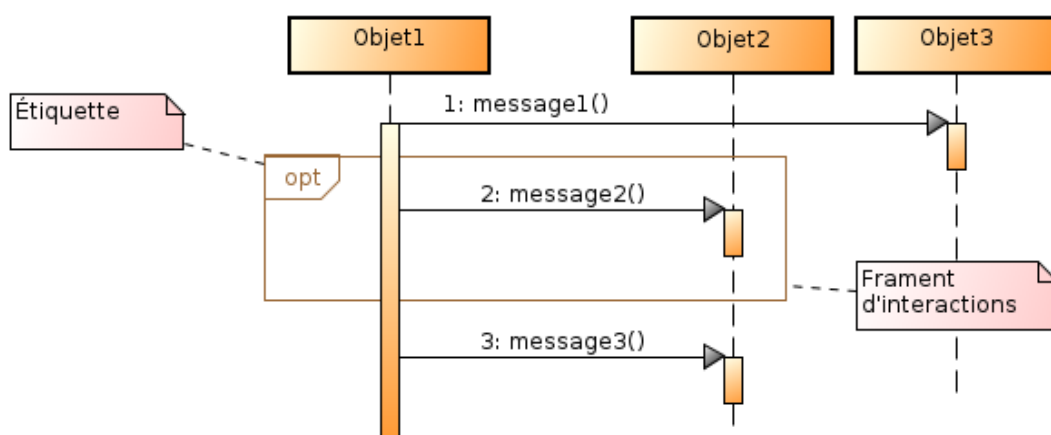 Objet1
Objet2
Objet3
Étiquette
1: message1()
opt
2: message2()
Frament
d'interactions
3: message3()